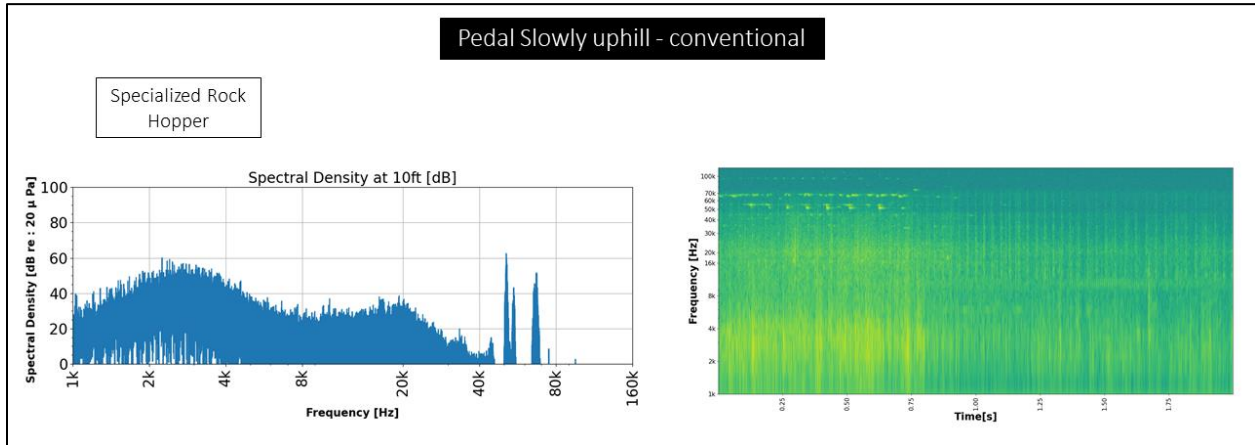 Pedal Slowly uphill - conventional
Specialized Rock
Hopper
Spectral Density at 10ft [dB]
Spectral Density [dB re : 20 μ Pa]
100
80
60
40
20
0
1k
2k
4k
8k
20k
40k
80k
160k
Frequency [Hz]
Frequency [Hz]
100k
70k
60k
50k
40k
30k
20k
16k
8k
4k
2k
1k
0.25
0.50
0.75
1.00
1.25
1.50
1.75
Time[s]